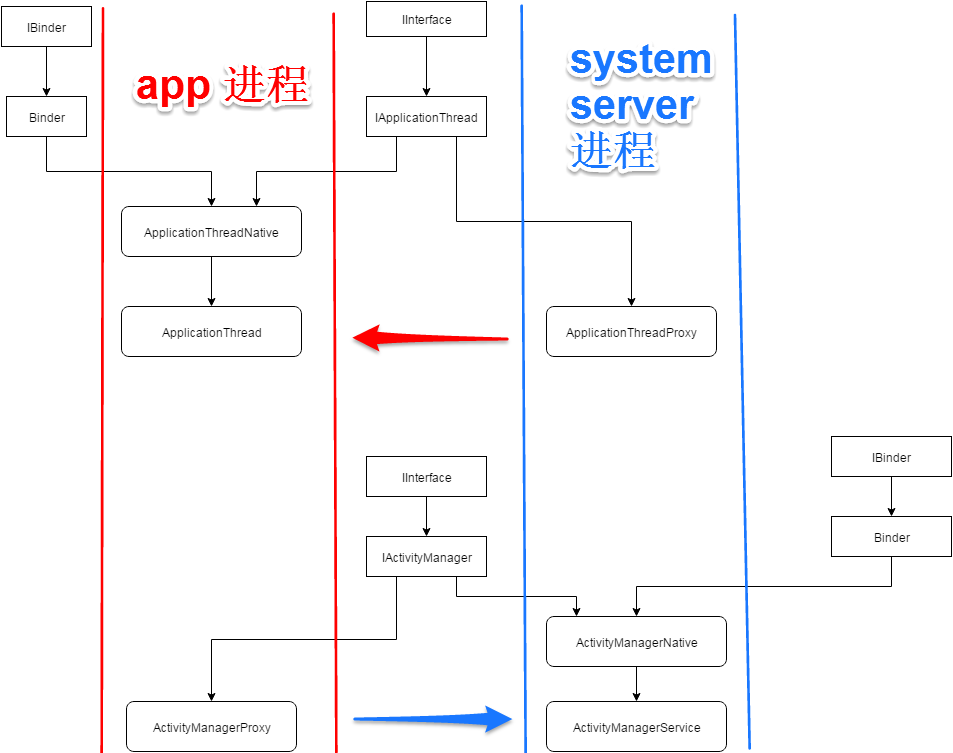 IBinder
IInterface
app 进程
system
server
进程
Binder
IApplicationThread
ApplicationThreadNative
ApplicationThread
ApplicationThreadProxy
IInterface
IBinder
IActivityManager
Binder
ActivityManagerNative
ActivityManagerProxy
ActivityManagerService